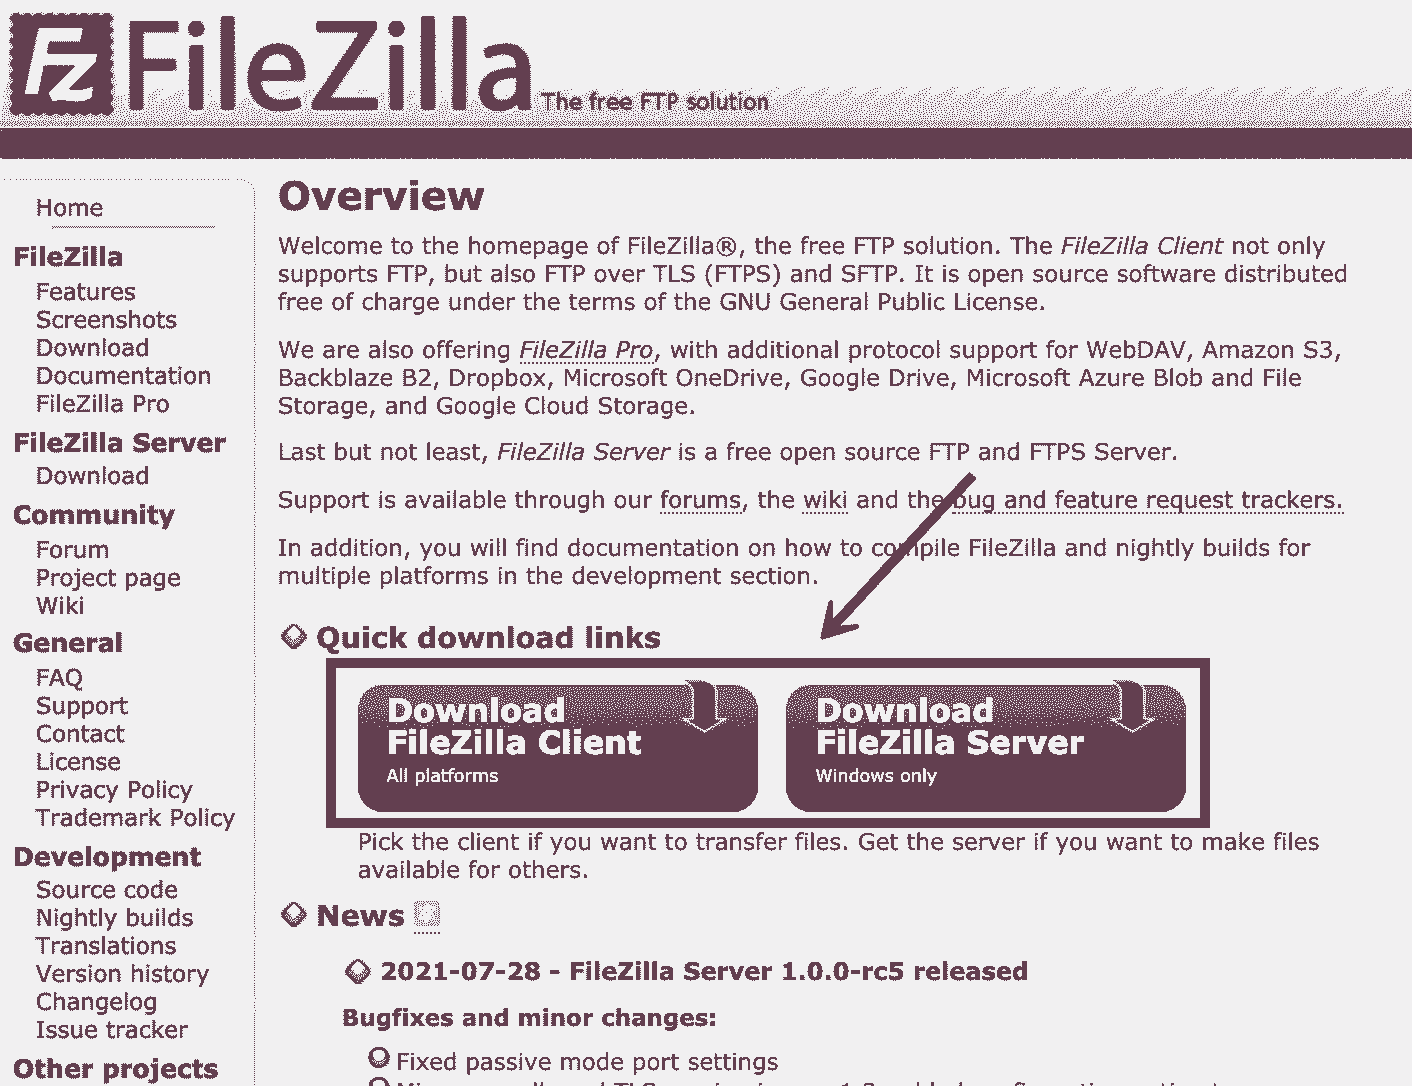 Fz FileZilla The free FTP solution
Home
FileZilla
Features
Screenshots
Download
Documentation
FileZilla Pro
FileZilla Server
Download
Community
Forum
Project page
Wiki
General
FAQ
Support
Contact
License
Privacy Policy
Trademark Policy
Development
Source code
Nightly builds
Translations
Version history
Changelog
Issue tracker
Other projects
Overview
Welcome to the homepage of FileZilla®, the free FTP solution. The FileZilla Client not only
supports FTP, but also FTP over TLS (FTPS) and SFTP. It is open source software distributed
free of charge under the terms of the GNU General Public License.
We are also offering FileZilla Pro, with additional protocol support for WebDAV, Amazon S3,
Backblaze B2, Dropbox, Microsoft OneDrive, Google Drive, Microsoft Azure Blob and File
Storage, and Google Cloud Storage.
Last but not least, FileZilla Server is a free open source FTP and FTPS Server.
Support is available through our forums, the wiki and the bug and feature request trackers.
In addition, you will find documentation on how to compile FileZilla and nightly builds for
multiple platforms in the development section.
Quick download links
Download
FileZilla Client
All platforms
Download
FileZilla Server
Windows only
Pick the client if you want to transfer files. Get the server if you want to make files
available for others.
News
2021-07-28 - FileZilla Server 1.0.0-rc5 released
Bugfixes and minor changes:
Fixed passive mode port settings